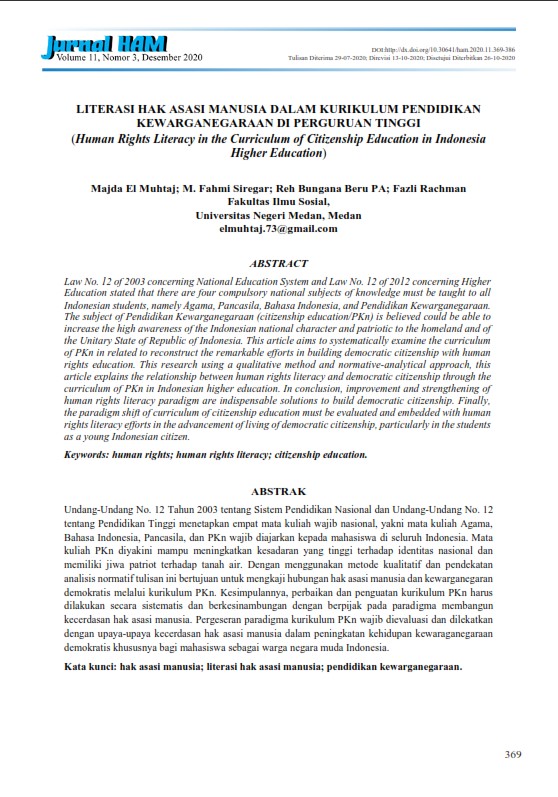 Jurnal HAM
Volume 11, Nomor 3, Desember 2020
DOI:http://dx.doi.org/10.30641/ham.2020.11.369-386
Tulisan Diterima 29-07-2020; Direvisi 13-10-2020; Disetujui Diterbitkan 26-10-2020
LITERASI HAK ASASI MANUSIA DALAM KURIKULUM PENDIDIKAN
KEWARGANEGARAAN DI PERGURUAN TINGGI
(Human Rights Literacy in the Curriculum of Citizenship Education in Indonesia
Higher Education)
Majda El Muhtaj; M. Fahmi Siregar; Reh Bungana Beru PA; Fazli Rachman
Fakultas Ilmu Sosial,
Universitas Negeri Medan, Medan
elmuhtaj.73@gmail.com
ABSTRACT
Law No. 12 of 2003 concerning National Education System and Law No. 12 of 2012 concerning Higher
Education stated that there are four compulsory national subjects of knowledge must be taught to all
Indonesian students, namely Agama, Pancasila, Bahasa Indonesia, and Pendidikan Kewarganegaraan.
The subject of Pendidikan Kewarganegaraan (citizenship education/PKn) is believed could be able to
increase the high awareness of the Indonesian national character and patriotic to the homeland and of
the Unitary State of Republic of Indonesia. This article aims to systematically examine the curriculum
of PKn in related to reconstruct the remarkable efforts in building democratic citizenship with human
rights education. This research using a qualitative method and normative-analytical approach, this
article explains the relationship between human rights literacy and democratic citizenship through the
curriculum of PKn in Indonesian higher education. In conclusion, improvement and strengthening of
human rights literacy paradigm are indispensable solutions to build democratic citizenship. Finally,
the paradigm shift of curriculum of citizenship education must be evaluated and embedded with human
rights literacy efforts in the advancement of living of democratic citizenship, particularly in the students
as a young Indonesian citizen.
Keywords: human rights; human rights literacy; citizenship education.
ABSTRAK
Undang-Undang No. 12 Tahun 2003 tentang Sistem Pendidikan Nasional dan Undang-Undang No. 12
tentang Pendidikan Tinggi menetapkan empat mata kuliah wajib nasional, yakni mata kuliah Agama,
Bahasa Indonesia, Pancasila, dan PKn wajib diajarkan kepada mahasiswa di seluruh Indonesia. Mata
kuliah PKn diyakini mampu meningkatkan kesadaran yang tinggi terhadap identitas nasional dan
memiliki jiwa patriot terhadap tanah air. Dengan menggunakan metode kualitatif dan pendekatan
analisis normatif tulisan ini bertujuan untuk mengkaji hubungan hak asasi manusia dan kewarganegaran
demokratis melalui kurikulum PKn. Kesimpulannya, perbaikan dan penguatan kurikulum PKn harus
dilakukan secara sistematis dan berkesinambungan dengan berpijak pada paradigma membangun
kecerdasan hak asasi manusia. Pergeseran paradigma kurikulum PKn wajib dievaluasi dan dilekatkan
dengan upaya-upaya kecerdasan hak asasi manusia dalam peningkatan kehidupan kewaraganegaraan
demokratis khususnya bagi mahasiswa sebagai warga negara muda Indonesia.
Kata kunci: hak asasi manusia; literasi hak asasi manusia; pendidikan kewarganegaraan.
369